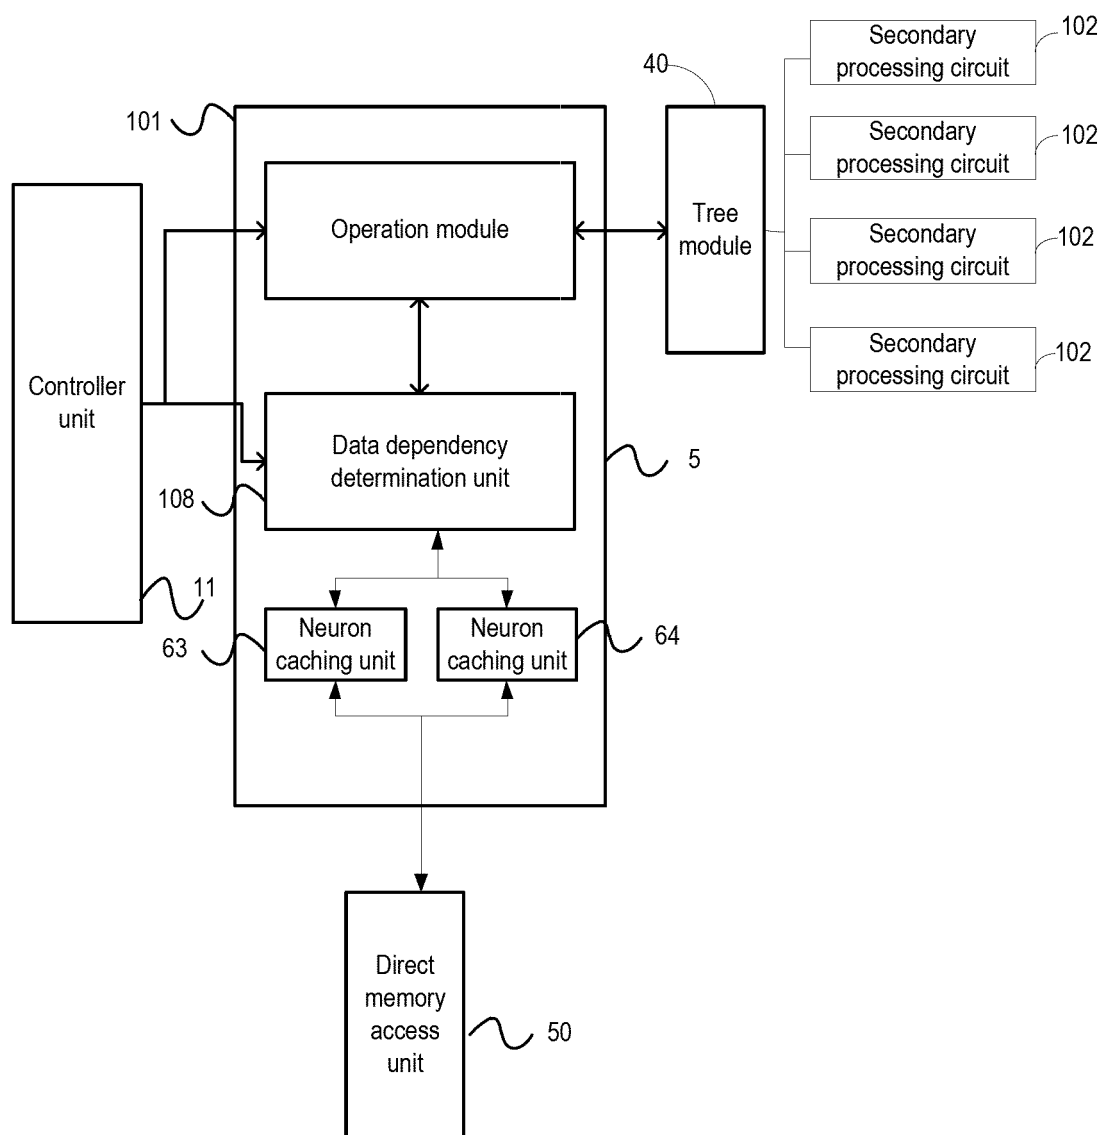 Secondary
processing circuit
102
40
101
Secondary
processing circuit
102
Operation module
Tree
module
Secondary
processing circuit
102
Secondary
processing circuit
102
Controller
unit
Data dependency
determination unit
5
108
11
Neuron
caching unit
63
Neuron
caching unit
64
Direct
memory
access
unit
50